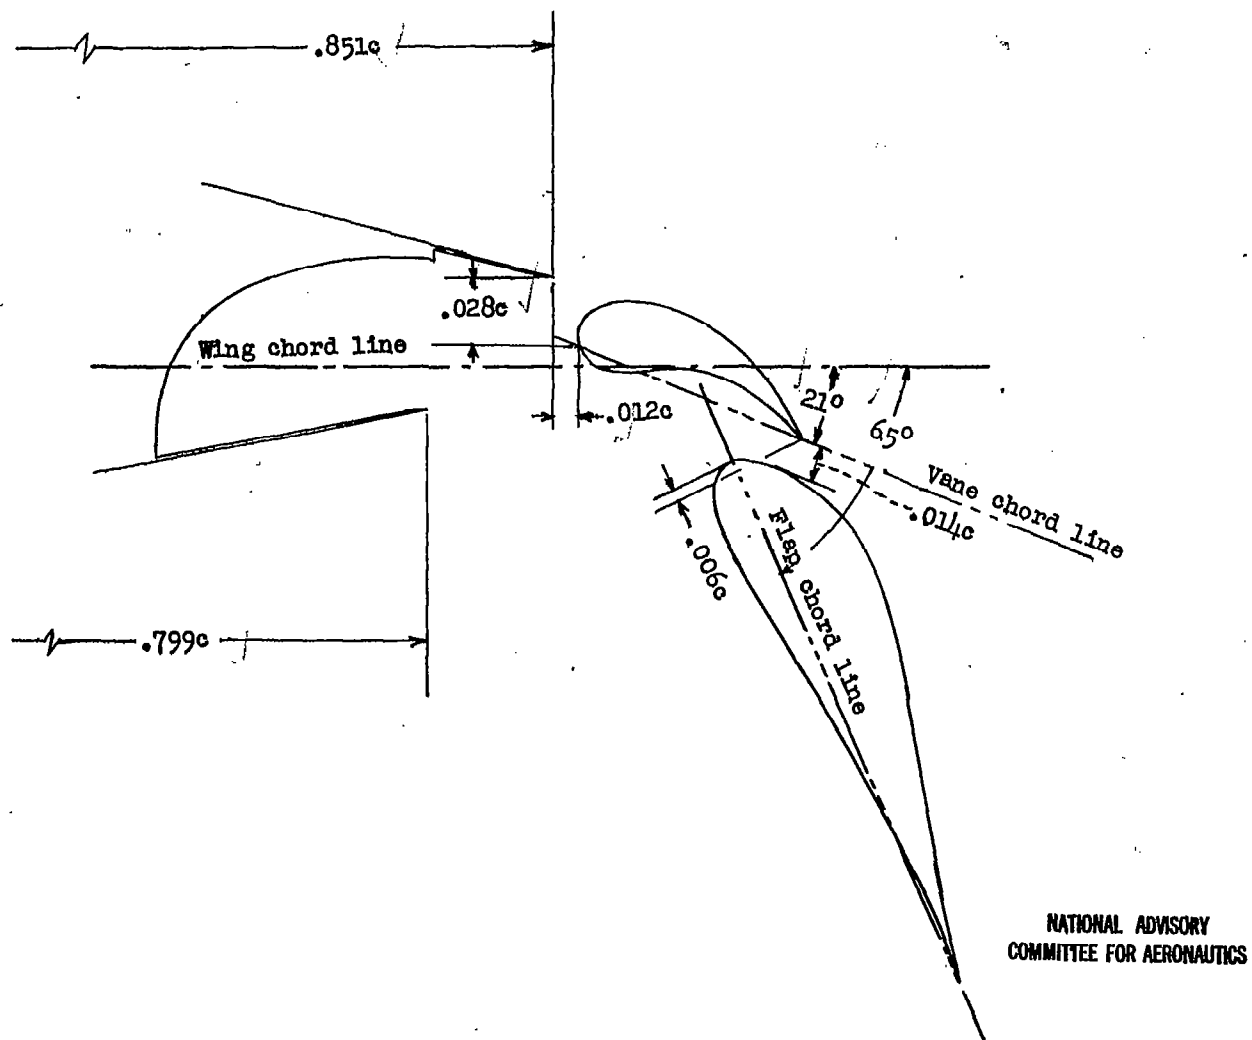 .851c
.028c
Wing chord line
.012c
21°
65°
Vane chord line
.014c
Flap chord line
.006c
.799c
NATIONAL ADVISORY
COMMITTEE FOR AERONAUTICS